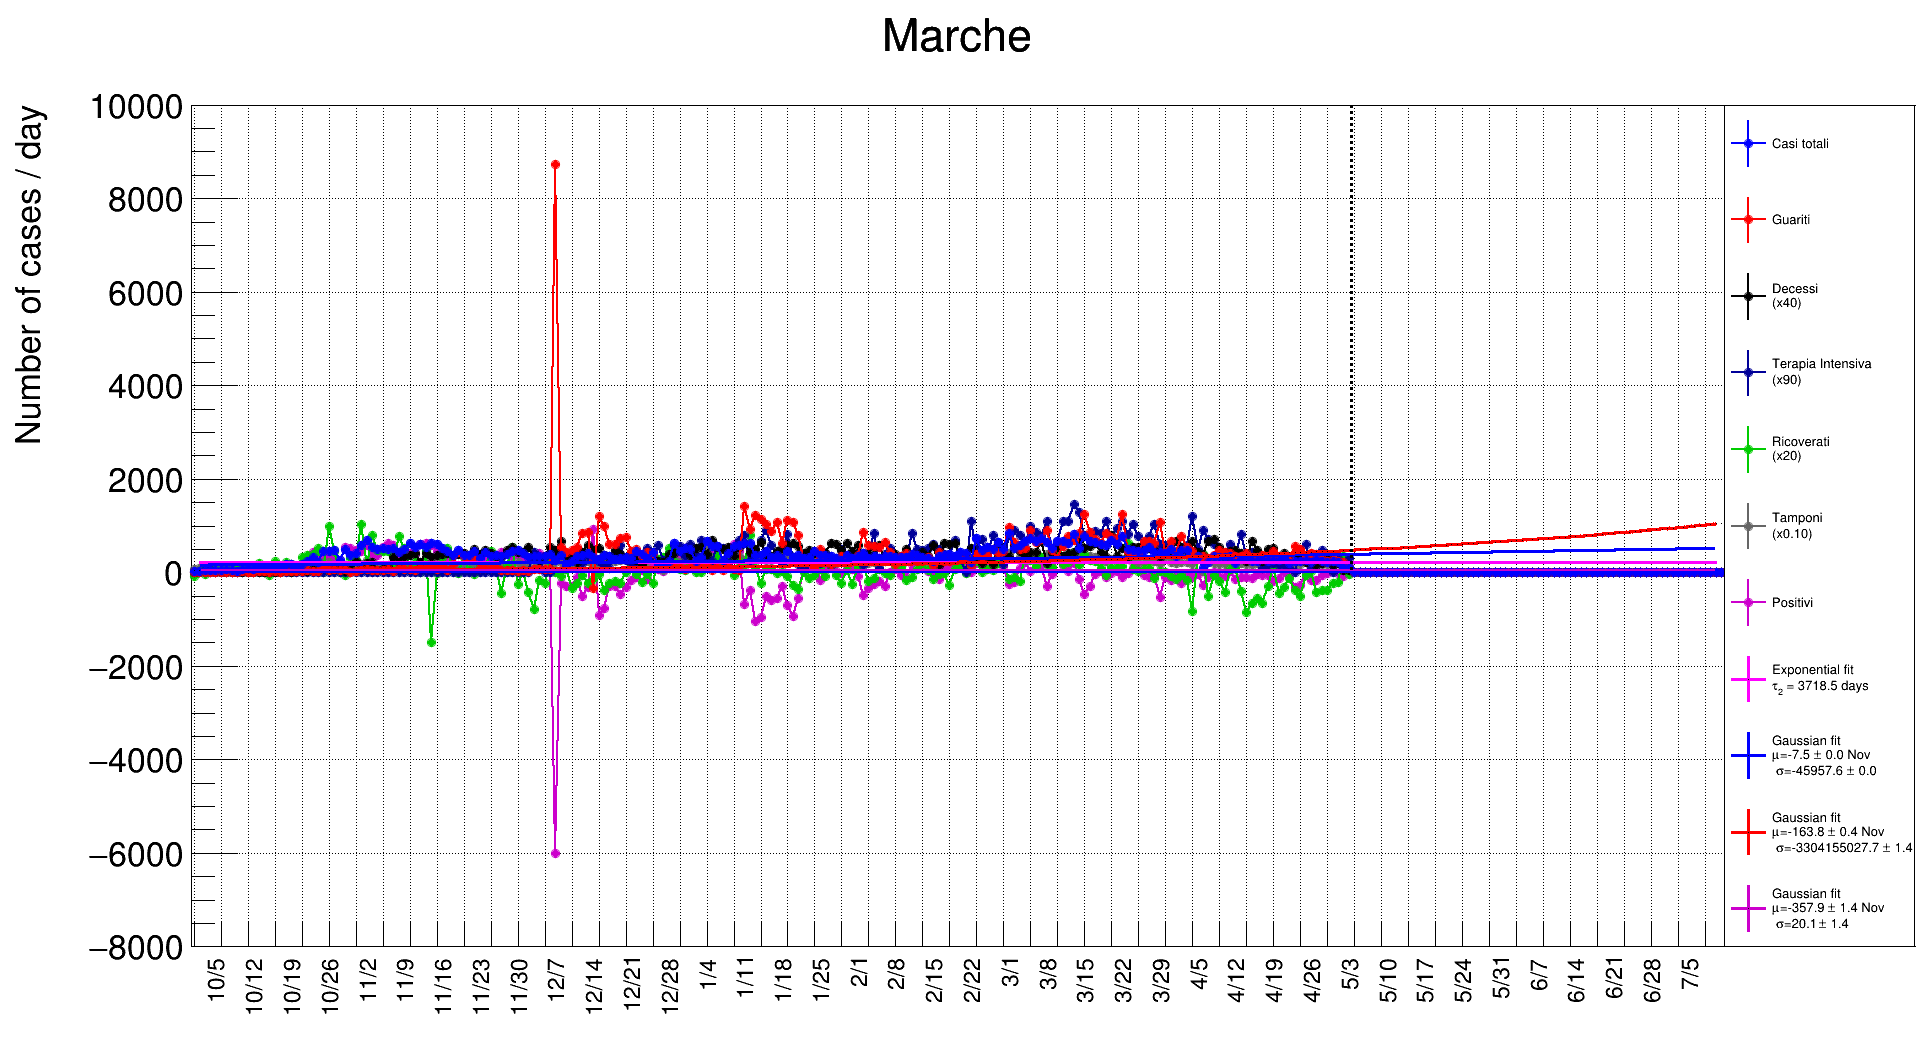 Marche
Number of cases / day
10000
8000
6000
4000
2000
0
−2000
−4000
−6000
−8000
10/5
10/12
10/19
10/26
11/2
11/9
11/16
11/23
11/30
12/7
12/14
12/21
12/28
1/4
1/11
1/18
1/25
2/1
2/8
2/15
2/22
3/1
3/8
3/15
3/22
3/29
4/5
4/12
4/19
4/26
5/3
5/10
5/17
5/24
5/31
6/7
6/14
6/21
6/28
7/5
Casi totali
Guariti
Decessi
(x40)
Terapia Intensiva
(x90)
Ricoverati
(x20)
Tamponi
(x0.10)
Positivi
Exponential fit
τ2 = 3718.5 days
Gaussian fit
μ=-7.5 ± 0.0 Nov
σ=-45957.6 ± 0.0
Gaussian fit
μ=-163.8 ± 0.4 Nov
σ=-3304155027.7 ± 1.4
Gaussian fit
μ=-357.9 ± 1.4 Nov
σ=20.1 ± 1.4